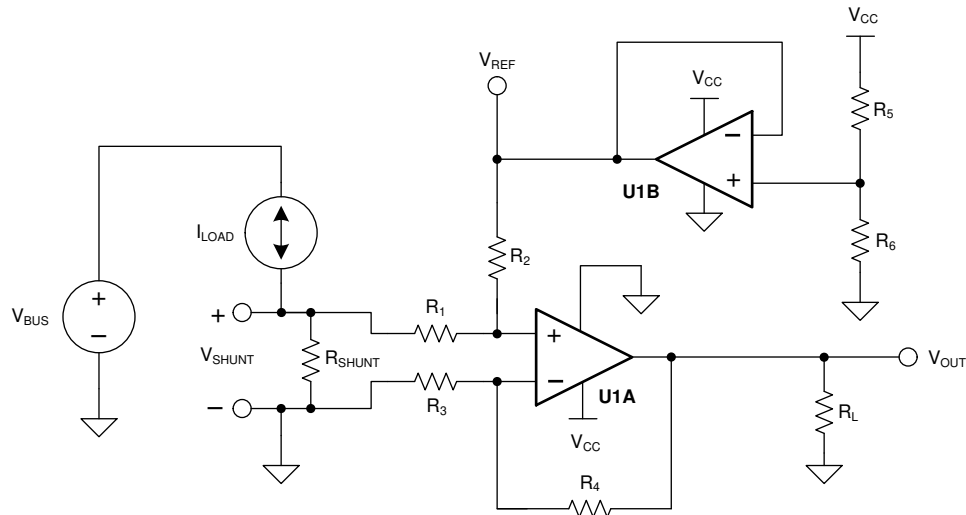 V_CC
V_REF
V_CC
R_5
−
+
U1B
R_2
R_6
I_LOAD
V_BUS
+
−
+
V_SHUNT
R_SHUNT
−
R_1
R_3
+
−
U1A
V_CC
V_OUT
R_L
R_4